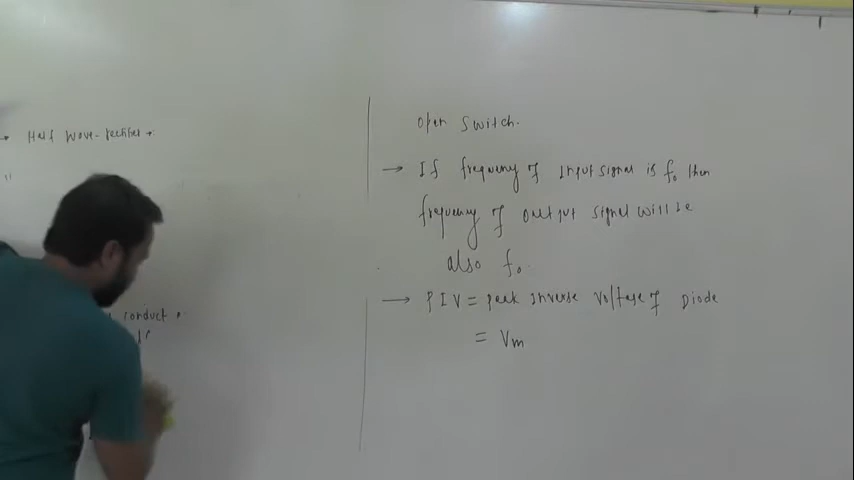 → Half wave-rectifier :
"
conduct
open switch.
→ If frequency of input signal is f₀ then
frequency of output signal will be
also f₀.
→ PIV = peak inverse voltage of Diode
= Vm